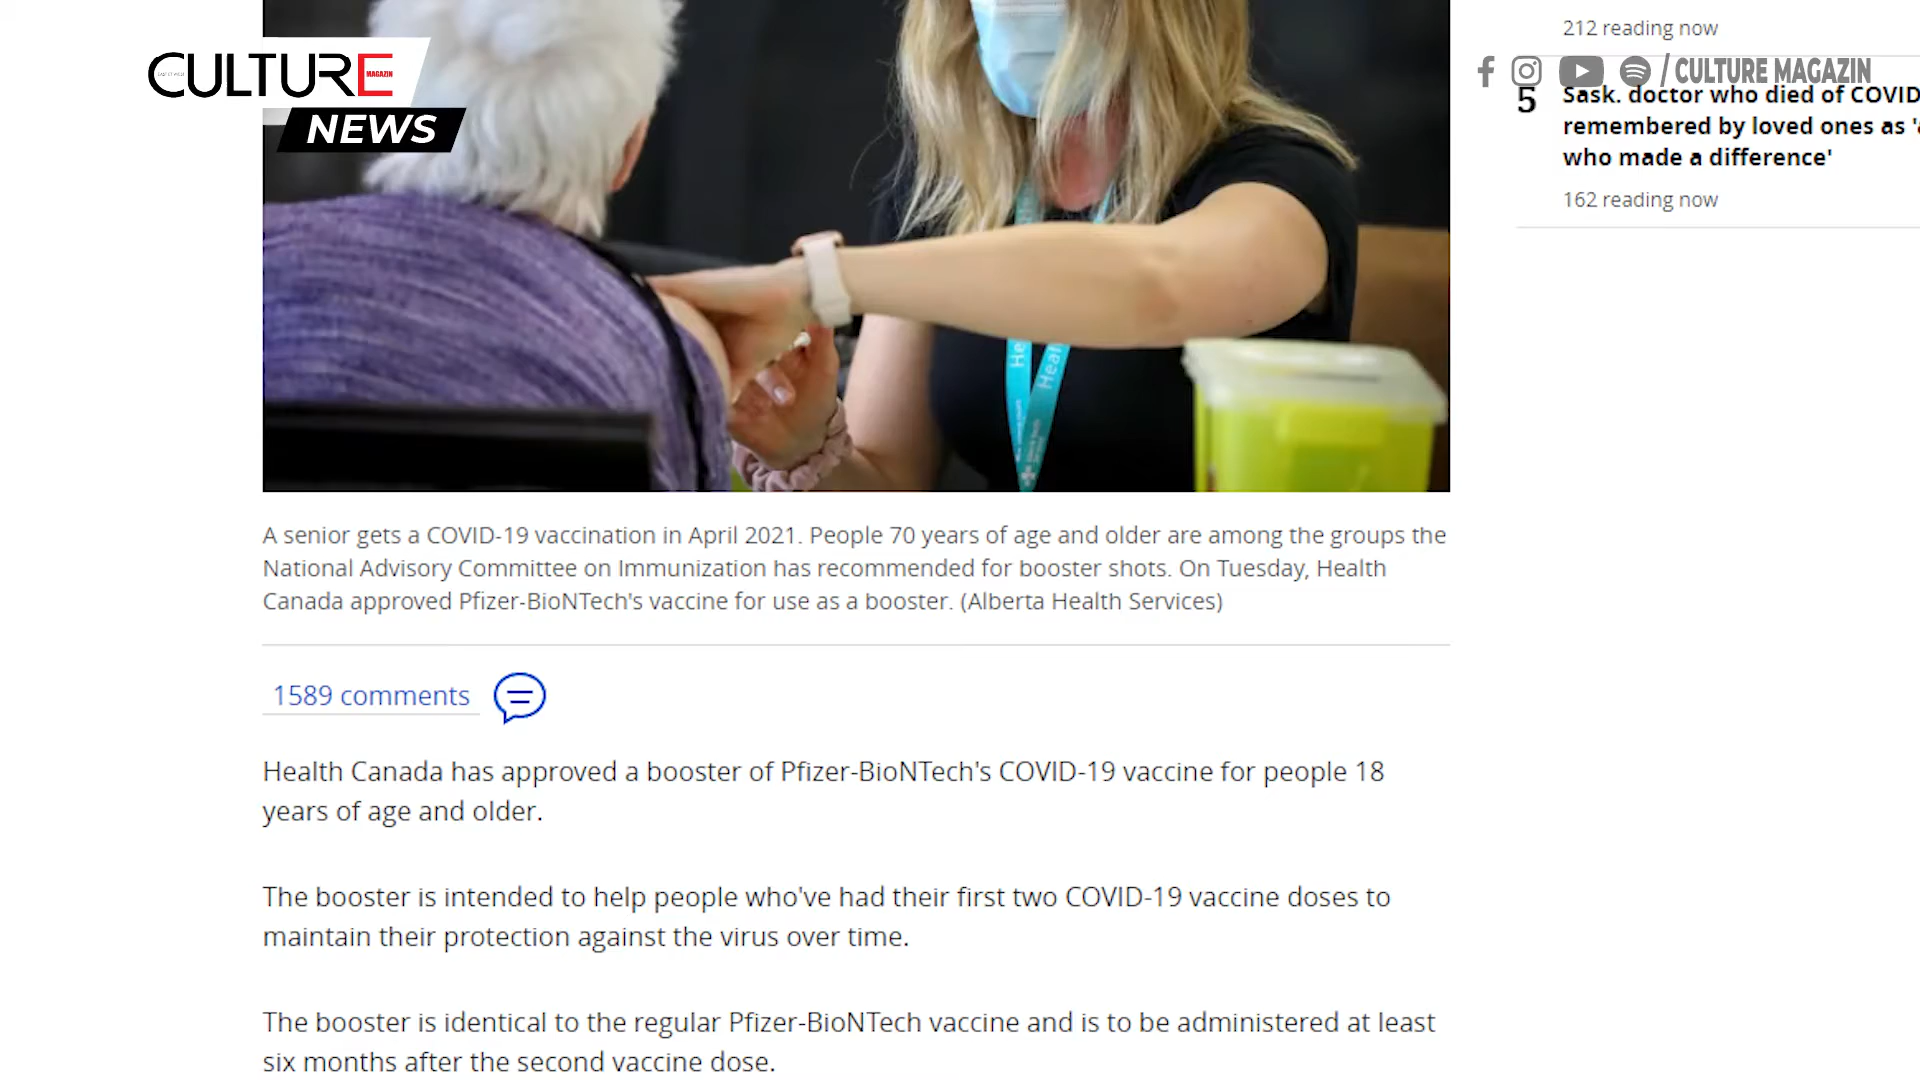 CULTURE
MAGAZIN
NEWS
212 reading now
/ CULTURE MAGAZIN
5
Sask. doctor who died of COVID
remembered by loved ones as 'a
who made a difference'
162 reading now
He
Heal
A senior gets a COVID-19 vaccination in April 2021. People 70 years of age and older are among the groups the
National Advisory Committee on Immunization has recommended for booster shots. On Tuesday, Health
Canada approved Pfizer-BioNTech's vaccine for use as a booster. (Alberta Health Services)
1589 comments
Health Canada has approved a booster of Pfizer-BioNTech's COVID-19 vaccine for people 18
years of age and older.
The booster is intended to help people who've had their first two COVID-19 vaccine doses to
maintain their protection against the virus over time.
The booster is identical to the regular Pfizer-BioNTech vaccine and is to be administered at least
six months after the second vaccine dose.